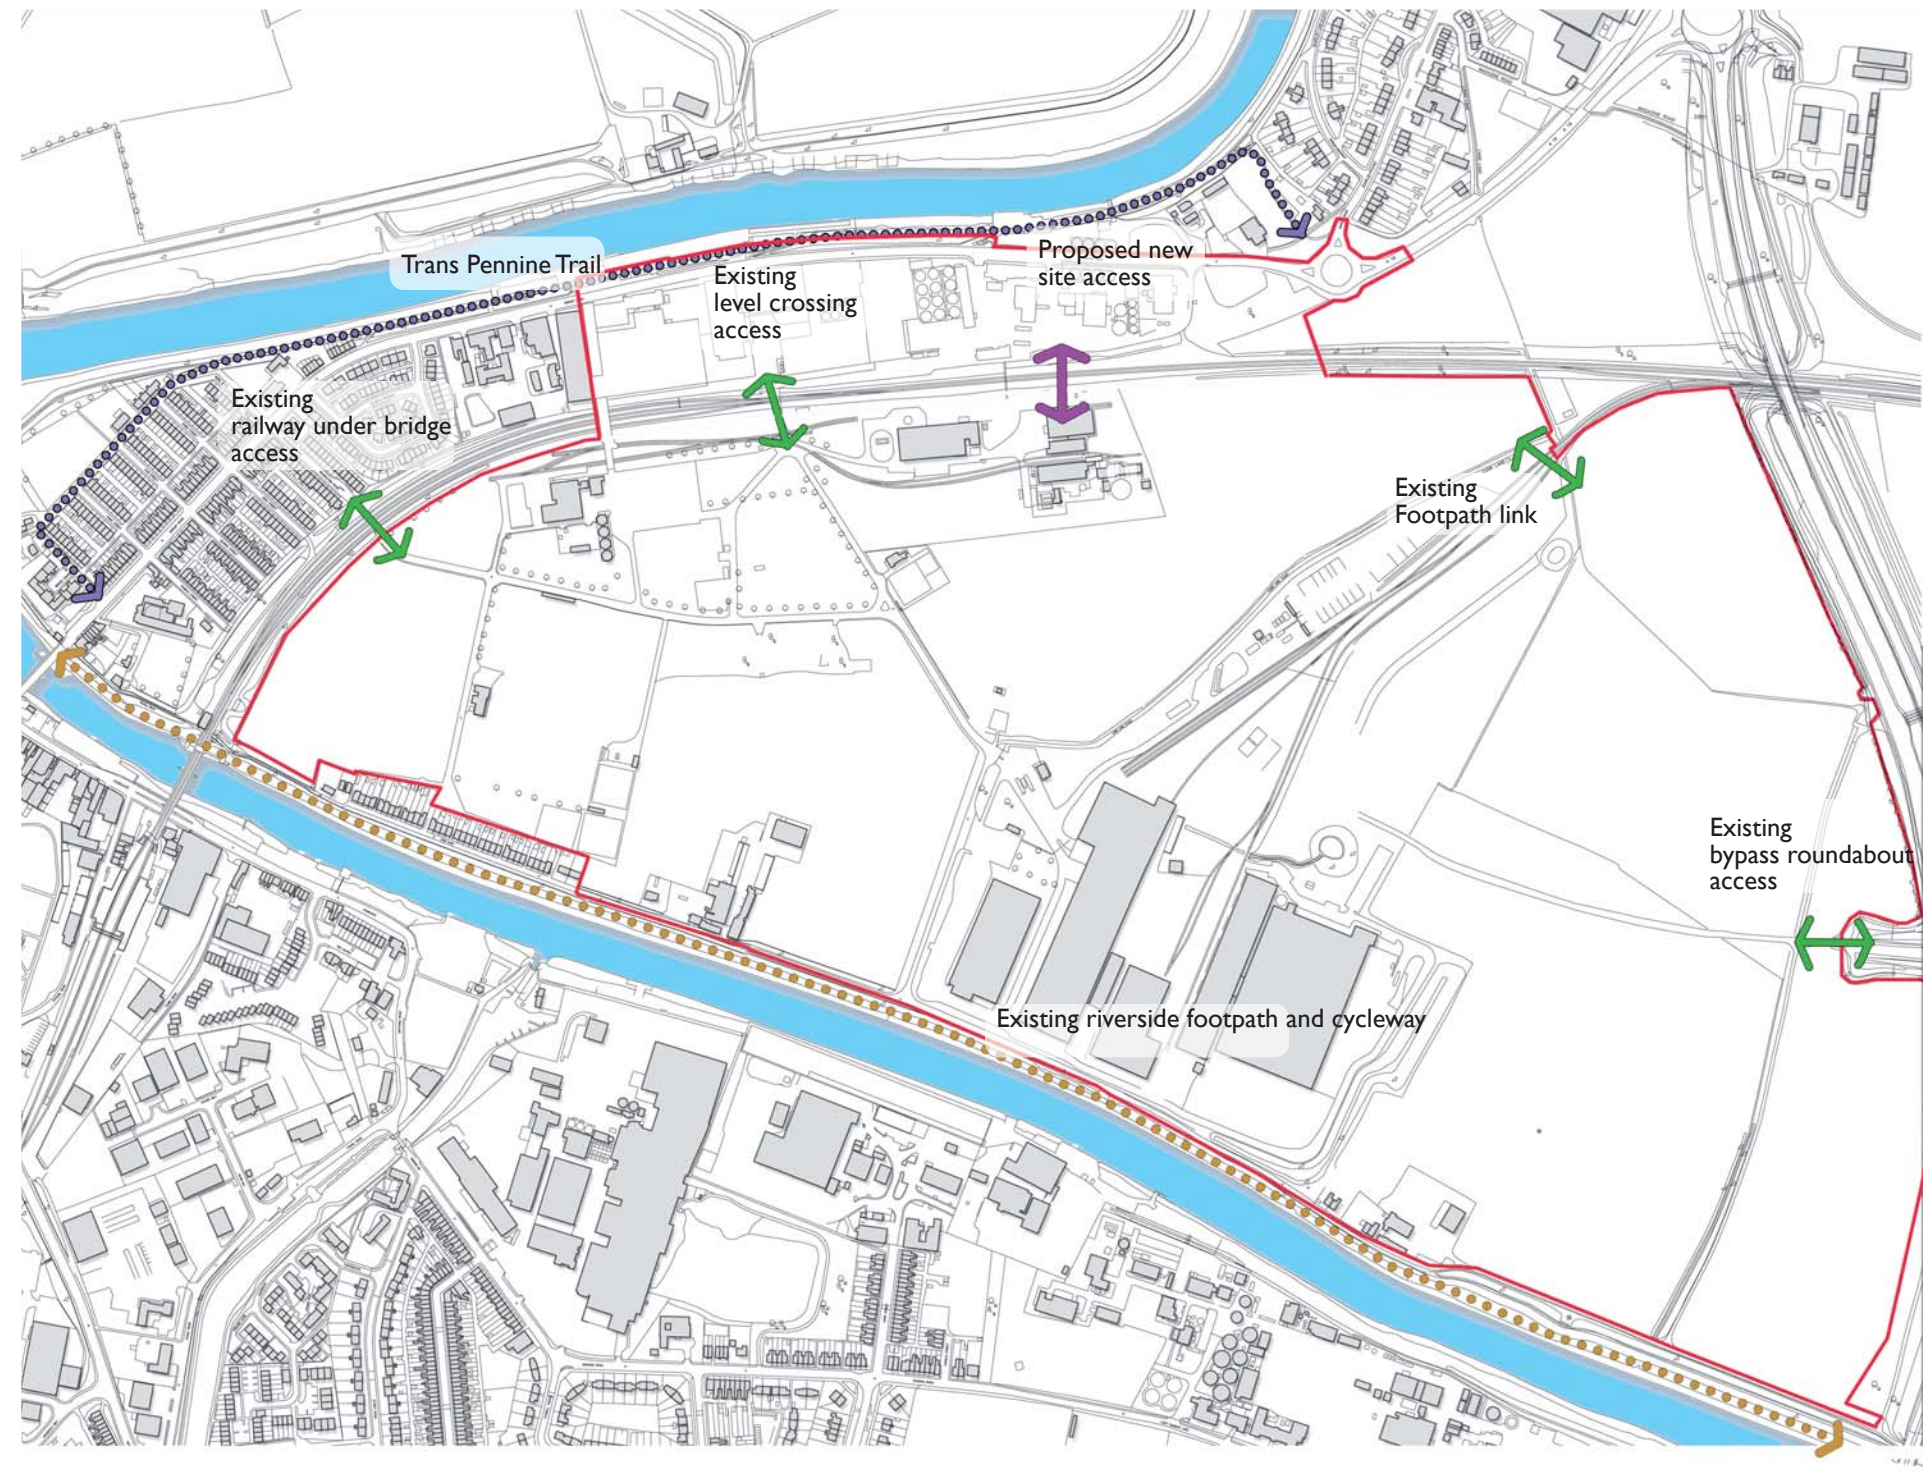 Trans Pennine Trail
Existing
level crossing
access
Proposed new
site access
Existing
railway under bridge
access
Existing
Footpath link
Existing
bypass roundabout
access
Existing riverside footpath and cycleway